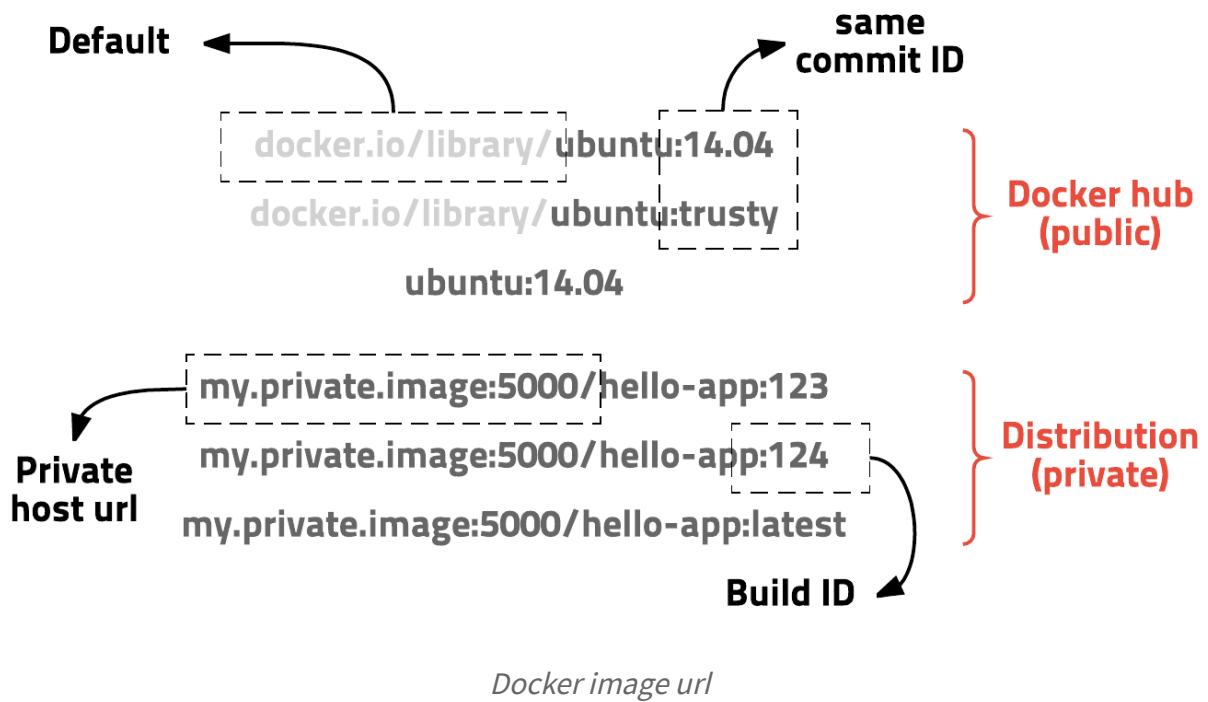 Default
same
commit ID
docker.io/library/ubuntu:14.04
docker.io/library/ubuntu:trusty
ubuntu:14.04
Docker hub
(public)
my.private.image:5000/hello-app:123
my.private.image:5000/hello-app:124
my.private.image:5000/hello-app:latest
Private
host url
Distribution
(private)
Build ID
Docker image url